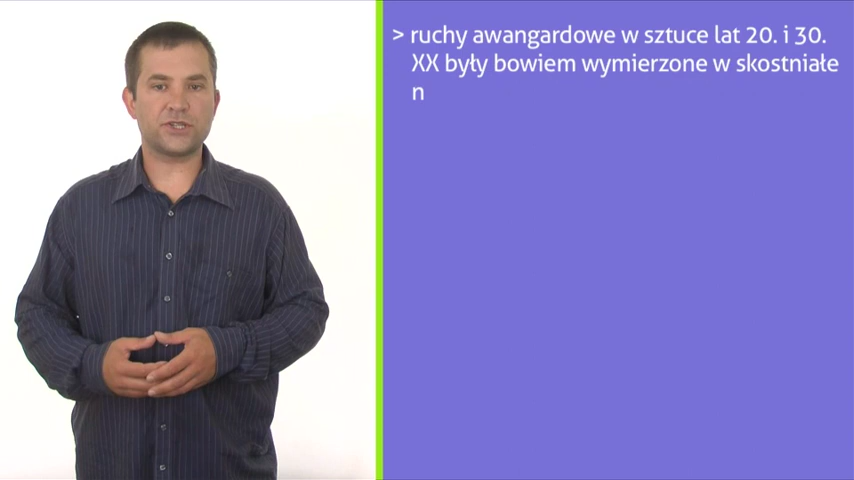 > ruchy awangardowe w sztuce lat 20. i 30.
XX były bowiem wymierzone w skostniałe
n